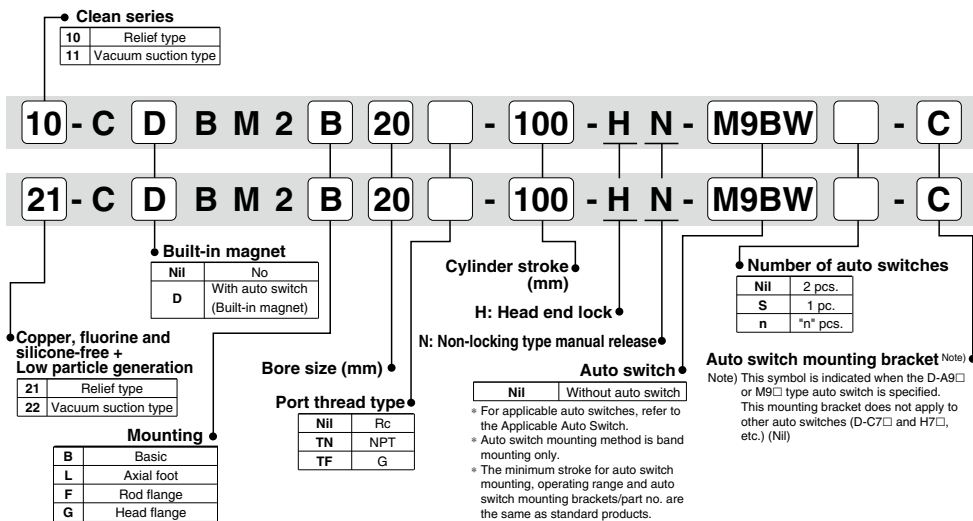 Clean series
10 Relief type
11 Vacuum suction type
10 - C D B M 2 B 20 - 100 - H N - M9BW - C
21 - C D B M 2 B 20 - 100 - H N - M9BW - C
Built-in magnet
Nil No
D With auto switch
(Built-in magnet)
Copper, fluorine and
silicone-free +
Low particle generation
21 Relief type
22 Vacuum suction type
Mounting
B Basic
L Axial foot
F Rod flange
G Head flange
Bore size (mm)
Port thread type
Nil Rc
TN NPT
TF G
Cylinder stroke
(mm)
H: Head end lock
N: Non-locking type manual release
Auto switch
Nil Without auto switch
* For applicable auto switches, refer to
the Applicable Auto Switch.
* Auto switch mounting method is band
mounting only.
* The minimum stroke for auto switch
mounting, operating range and auto
switch mounting brackets/part no. are
the same as standard products.
Number of auto switches
Nil 2 pcs.
S 1 pc.
n "n" pcs.
Auto switch mounting bracket Note)
Note) This symbol is indicated when the D-A9□
or M9□ type auto switch is specified.
This mounting bracket does not apply to
other auto switches (D-C7□ and H7□,
etc.) (Nil)